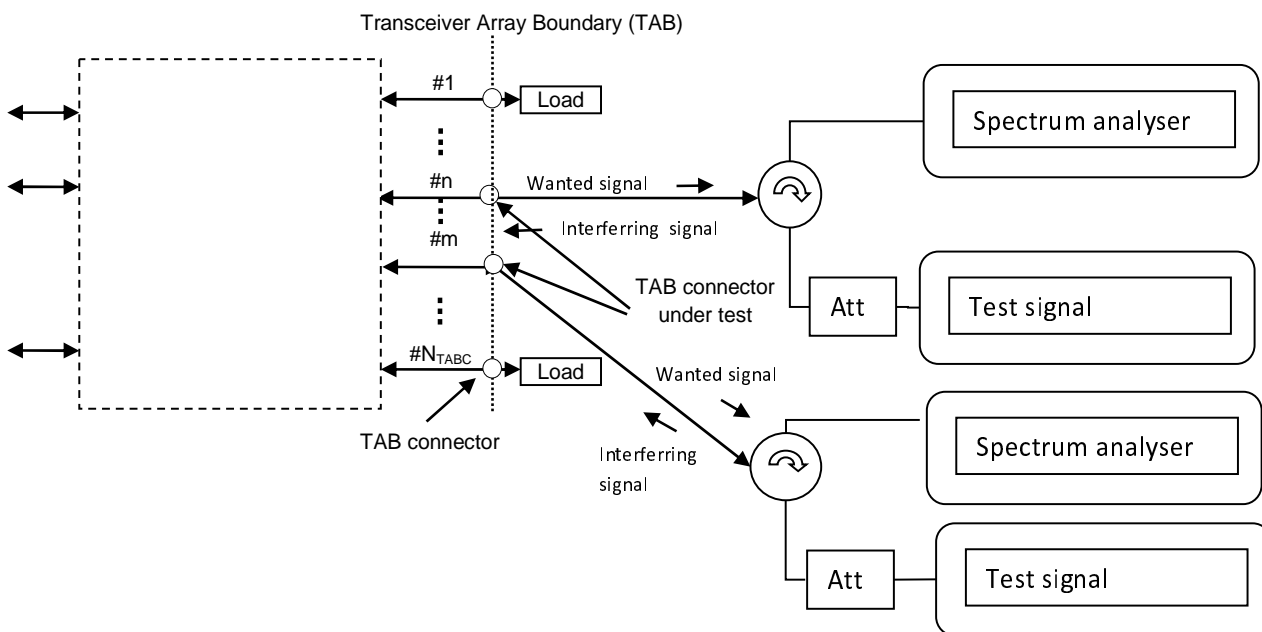 Transceiver Array Boundary (TAB)
#1
Load
Spectrum analyser
#n
Wanted signal
Interferring signal
#m
TAB connector
under test
Att
Test signal
#NTABC
Load
Wanted signal
TAB connector
Interferring
signal
Spectrum analyser
Att
Test signal